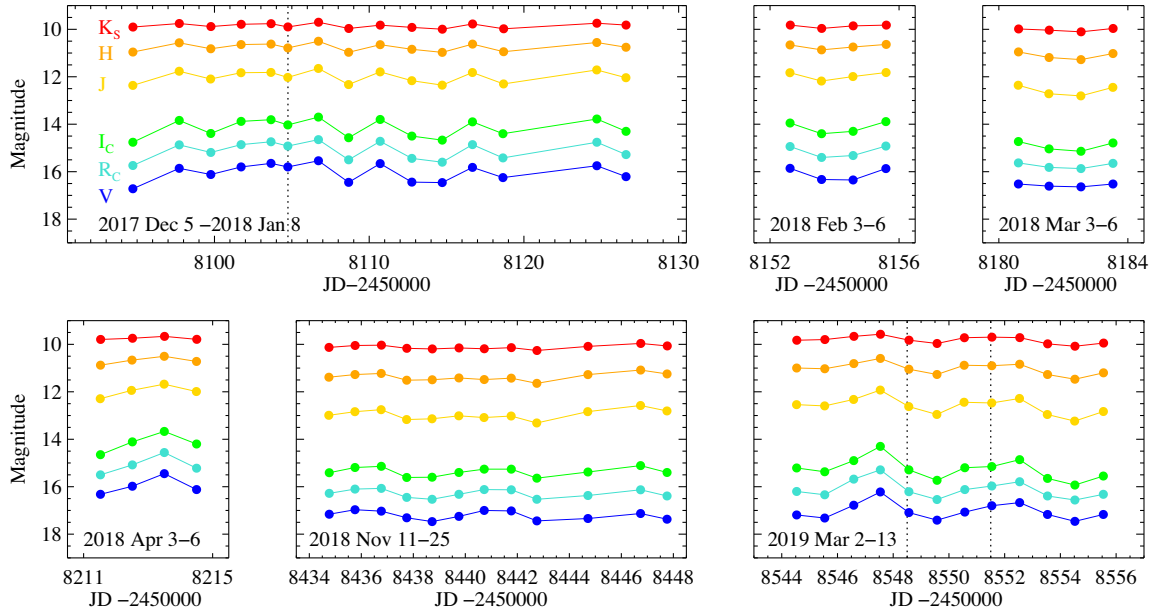 10
12
14
16
18
Magnitude
K_S
H
J
I_C
R_C
V
2017 Dec 5 −2018 Jan 8
8100
8110
8120
8130
JD−2450000
2018 Feb 3−6
8152
8156
JD −2450000
2018 Mar 3−6
8180
8184
JD −2450000
10
12
14
16
18
Magnitude
2018 Apr 3−6
8211
8215
JD −2450000
2018 Nov 11−25
8434
8436
8438
8440
8442
8444
8446
8448
JD −2450000
2019 Mar 2−13
8544
8546
8548
8550
8552
8554
8556
JD −2450000